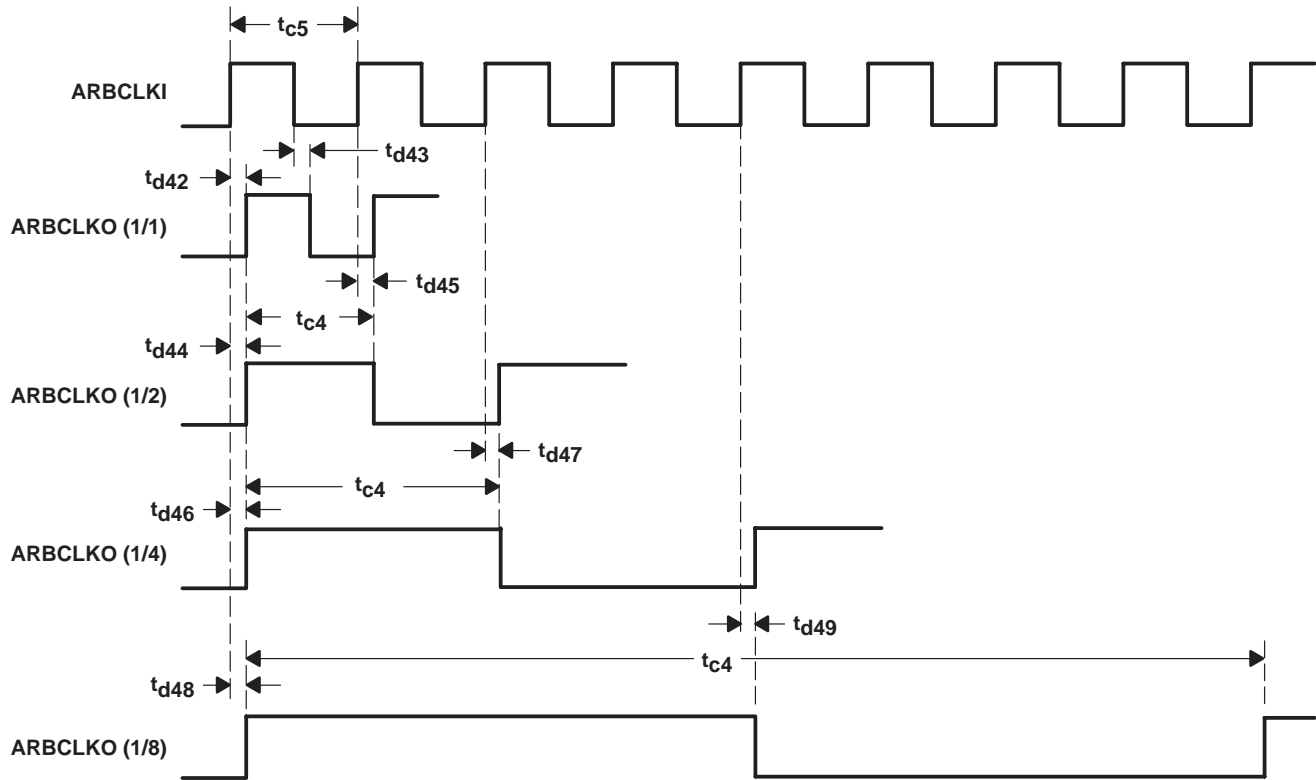 tc5
ARBCLKI
td43
td42
ARBCLKO (1/1)
td45
tc4
td44
ARBCLKO (1/2)
td47
tc4
td46
ARBCLKO (1/4)
td49
tc4
td48
ARBCLKO (1/8)